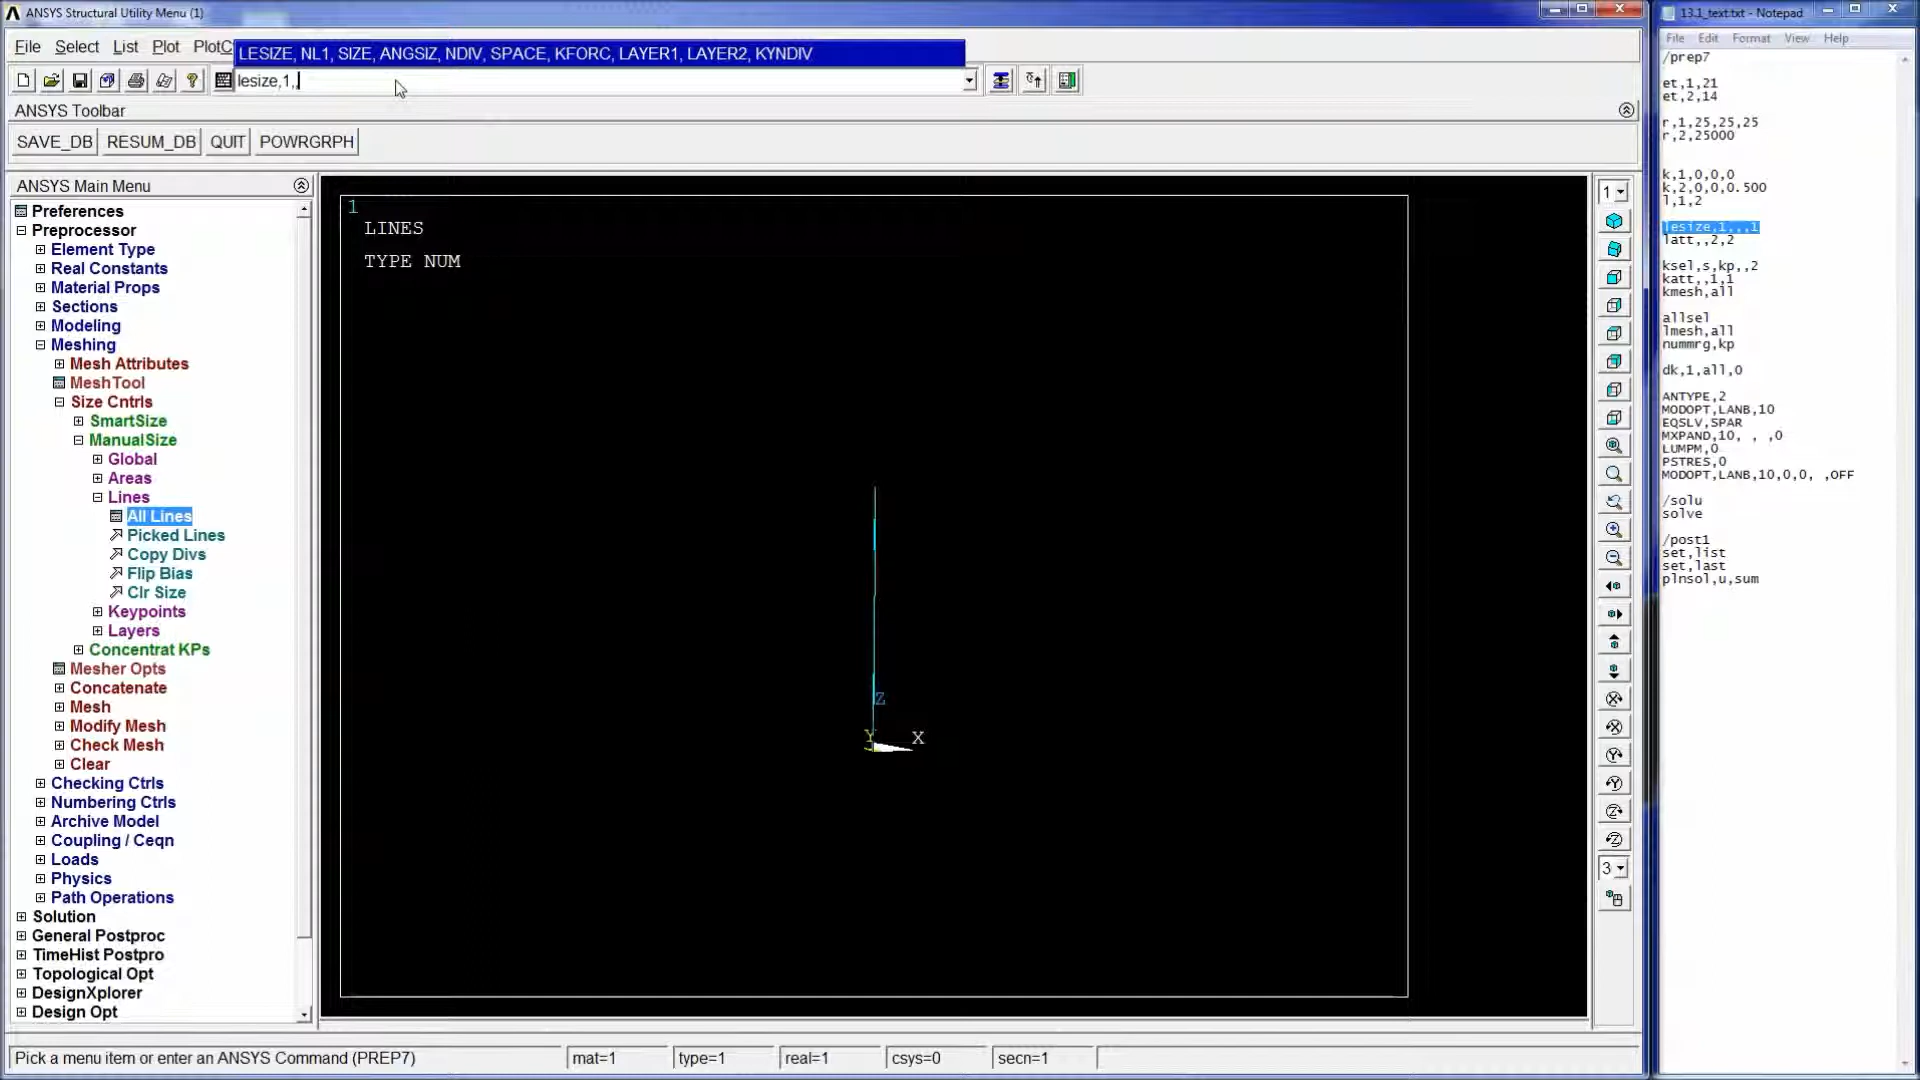 ANSYS Structural Utility Menu (1)
File Select List Plot PlotC
LESIZE, NL1, SIZE, ANGSIZ, NDIV, SPACE, KFORC, LAYER1, LAYER2, KYNDIV
lesize,1,,
ANSYS Toolbar
SAVE_DB RESUM_DB QUIT POWRGRPH
ANSYS Main Menu
Preferences
Preprocessor
Element Type
Real Constants
Material Props
Sections
Modeling
Meshing
Mesh Attributes
MeshTool
Size Cntrls
SmartSize
ManualSize
Global
Areas
Lines
All Lines
Picked Lines
Copy Divs
Flip Bias
Clr Size
Keypoints
Layers
Concentrat KPs
Mesher Opts
Concatenate
Mesh
Modify Mesh
Check Mesh
Clear
Checking Ctrls
Numbering Ctrls
Archive Model
Coupling / Ceqn
Loads
Physics
Path Operations
Solution
General Postproc
TimeHist Postpro
Topological Opt
DesignXplorer
Design Opt
1
LINES
TYPE NUM
Z
Y
X
1
3
Pick a menu item or enter an ANSYS Command (PREP7)
mat=1
type=1
real=1
csys=0
secn=1
13.1_text.txt - Notepad
File Edit Format View Help
/prep7
et,1,21
et,2,14
r,1,25,25,25
r,2,25000
k,1,0,0,0
k,2,0,0,0.500
l,1,2
lesize,1,,,1
latt,,2,2
ksel,s,kp,,2
katt,,1,1
kmesh,all
allsel
lmesh,all
nummrg,kp
dk,1,all,0
ANTYPE,2
MODOPT,LANB,10
EQSLV,SPAR
MXPAND,10, , ,0
LUMPM,0
PSTRES,0
MODOPT,LANB,10,0,0, ,OFF
/solu
solve
/post1
set,list
set,last
plnsol,u,sum